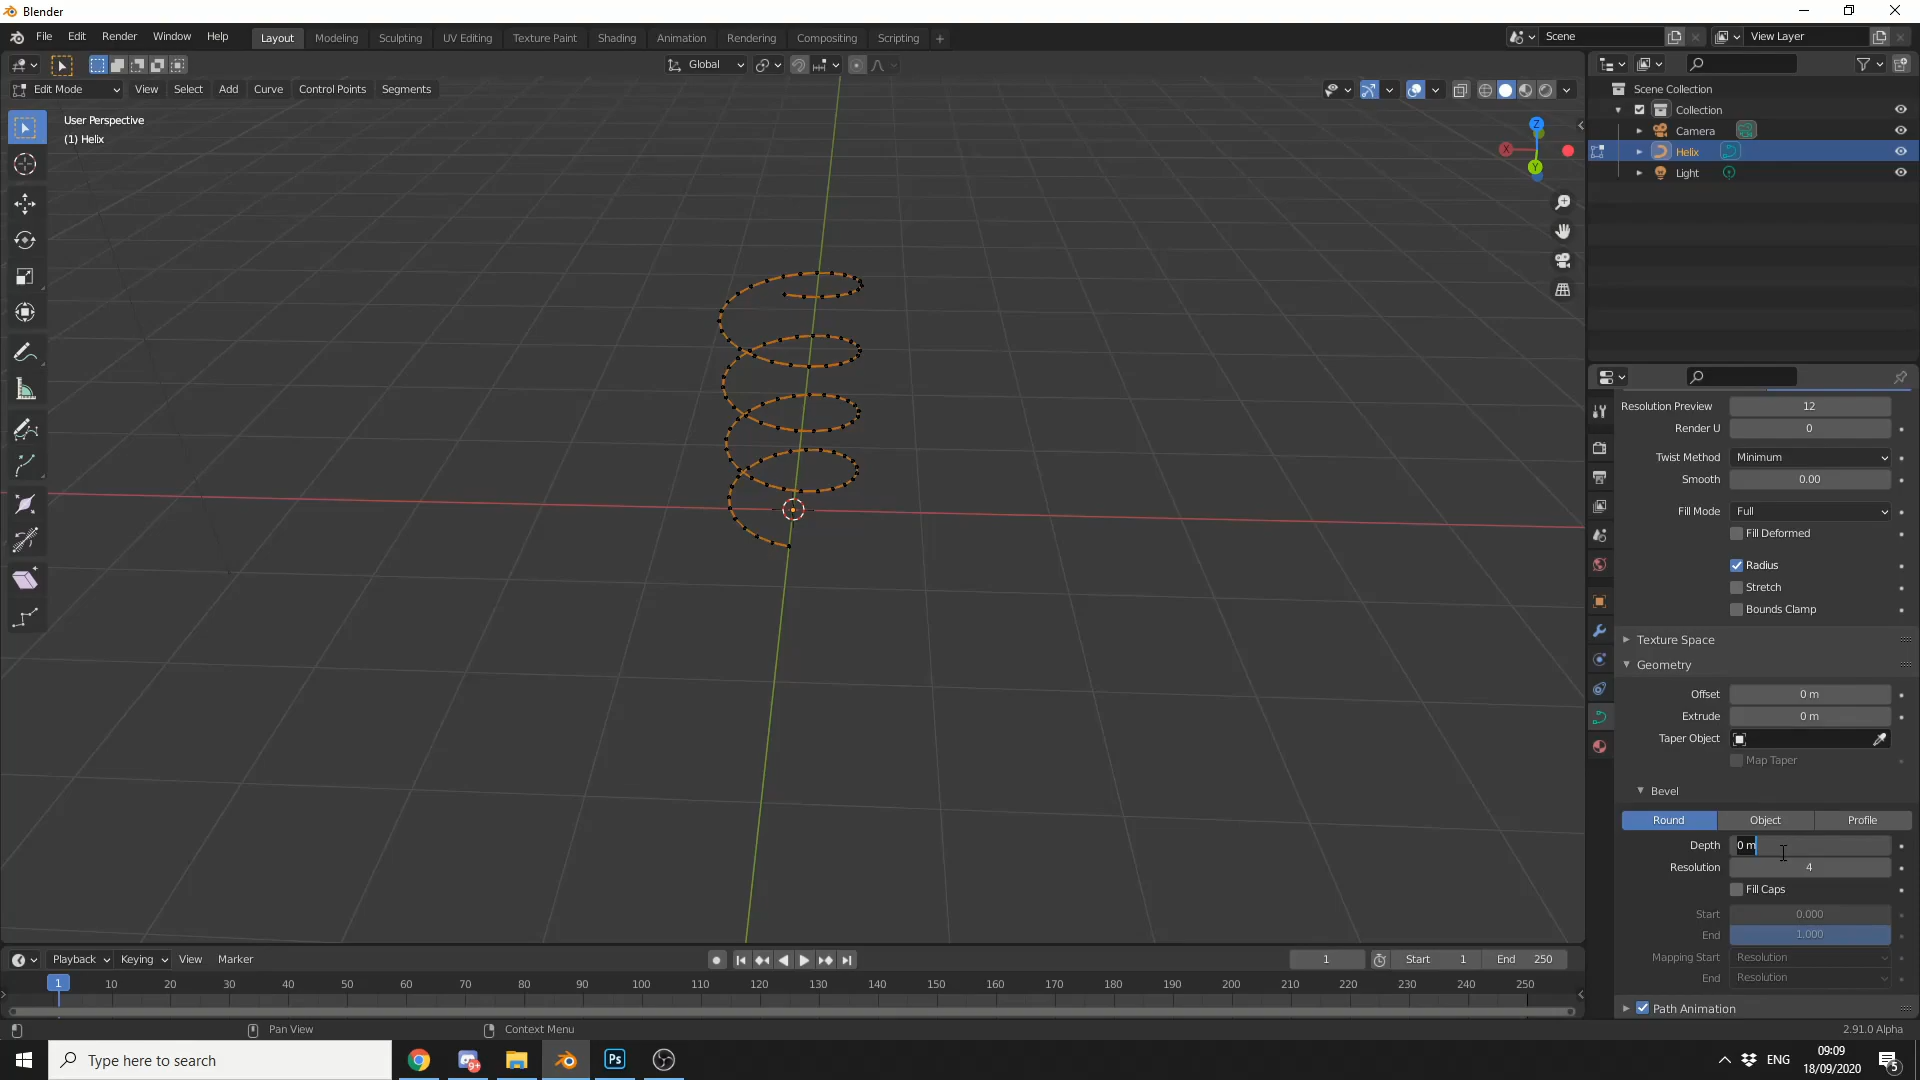 Blender
File Edit Render Window Help Layout Modeling Sculpting UV Editing Texture Paint Shading Animation Rendering Compositing Scripting + Scene View Layer
Global
Edit Mode View Select Add Curve Control Points Segments
User Perspective
(1) Helix
Z
X
Y
Scene Collection
Collection
Camera
Helix
Light
Resolution Preview 12
Render U 0
Twist Method Minimum
Smooth 0.00
Fill Mode Full
Fill Deformed
Radius
Stretch
Bounds Clamp
Texture Space
Geometry
Offset 0 m
Extrude 0 m
Taper Object
Map Taper
Bevel
Round Object Profile
Depth 0 m
Resolution 4
Fill Caps
Start 0.000
End 1.000
Mapping Start Resolution
End Resolution
Path Animation
Playback Keying View Marker 1 Start 1 End 250
1 10 20 30 40 50 60 70 80 90 100 110 120 130 140 150 160 170 180 190 200 210 220 230 240 250
Pan View Context Menu 2.91.0 Alpha
Type here to search 9+ Ps ENG 09:09
18/09/2020 5